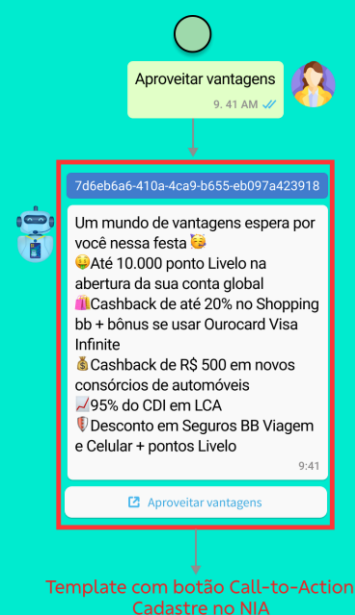 Aproveitar vantagens
9. 41 AM
7d6eb6a6-410a-4ca9-b655-eb097a423918
Um mundo de vantagens espera por
você nessa festa 🥳
🤑Até 10.000 ponto Livelo na
abertura da sua conta global
🛍️Cashback de até 20% no Shopping
bb + bônus se usar Ourocard Visa
Infinite
💰Cashback de R$ 500 em novos
consórcios de automóveis
📈95% do CDI em LCA
🛡️Desconto em Seguros BB Viagem
e Celular + pontos Livelo
9:41
Aproveitar vantagens
Template com botão Call-to-Action
Cadastre no NIA